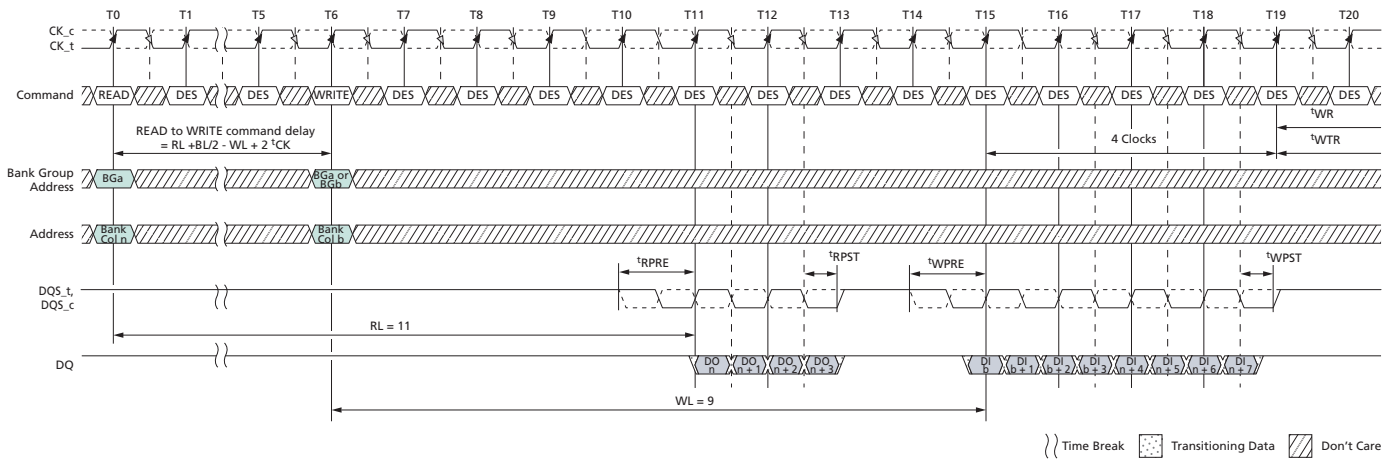 T0 T1 T5 T6 T7 T8 T9 T10 T11 T12 T13 T14 T15 T16 T17 T18 T19 T20
CK_c
CK_t
Command READ DES DES WRITE DES DES DES DES DES DES DES DES DES DES DES DES DES DES
tWR
READ to WRITE command delay
= RL +BL/2 - WL + 2 tCK
4 Clocks
tWTR
Bank Group
Address
BGa
BGa or
BGb
Address
Bank
Col n
Bank
Col b
tRPRE
tRPST
tWPRE
tWPST
DQS_t,
DQS_c
RL = 11
DQ
DO
n
DO
n + 1
DO
n + 2
DO
n + 3
DI
b
DI
b + 1
DI
b + 2
DI
b + 3
DI
n + 4
DI
n + 5
DI
n + 6
DI
n + 7
WL = 9
Time Break Transitioning Data Don't Care